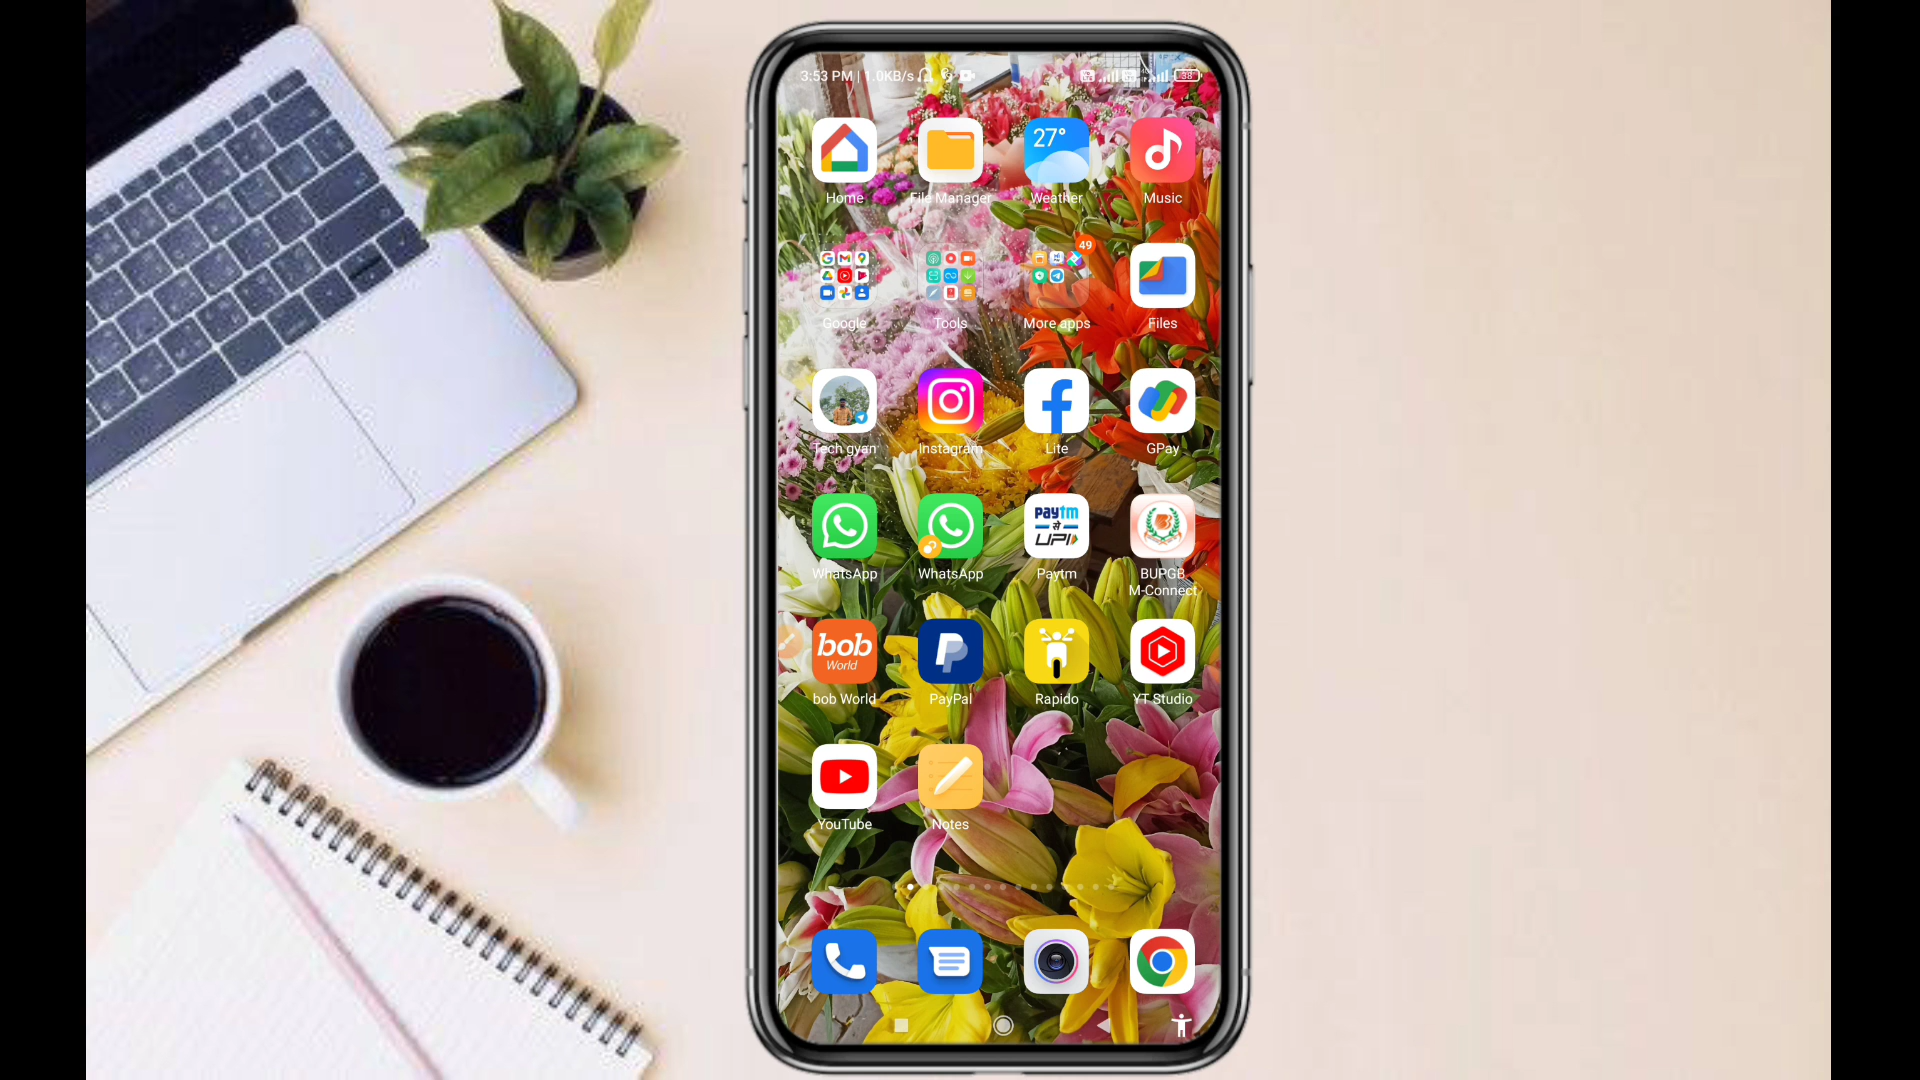 3:53 PM | 1.0KB/s
38
27°
Home
File Manager
Weather
Music
49
Google
Tools
More apps
Files
Tech gyan
Instagram
Lite
GPay
paytm
से
UPI
WhatsApp
WhatsApp
Paytm
BUPGB
M-Connect
bob
World
bob World
PayPal
Rapido
YT Studio
YouTube
Notes